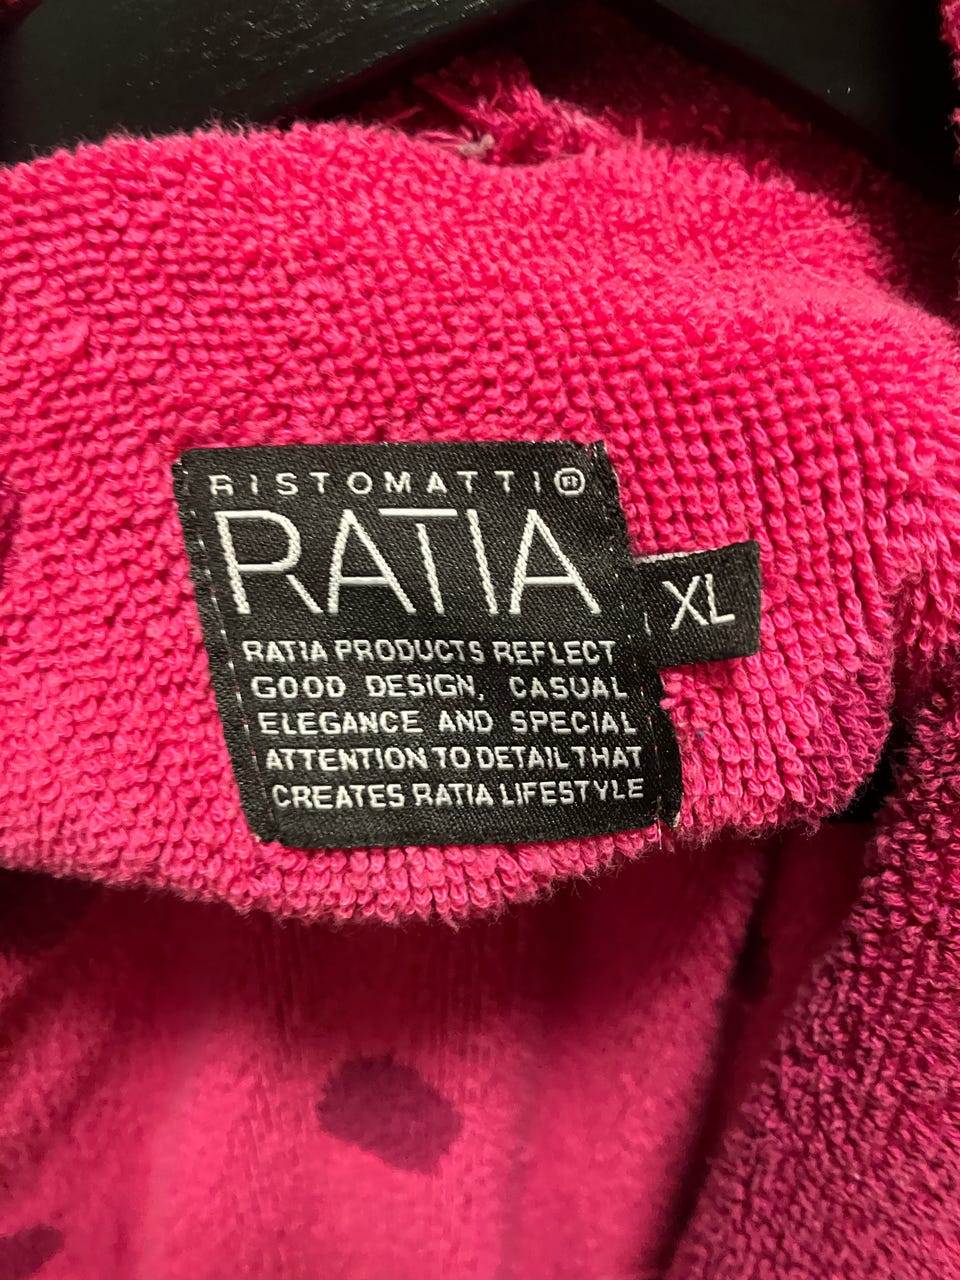 RISTOMATTI®
RATIA
XL
RATIA PRODUCTS REFLECT
GOOD DESIGN, CASUAL
ELEGANCE AND SPECIAL
ATTENTION TO DETAIL THAT
CREATES RATIA LIFESTYLE